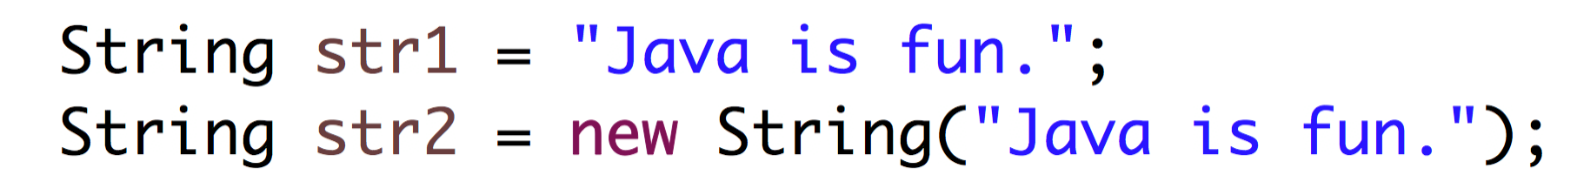 String str1 = "Java is fun.";
String str2 = new String("Java is fun.");